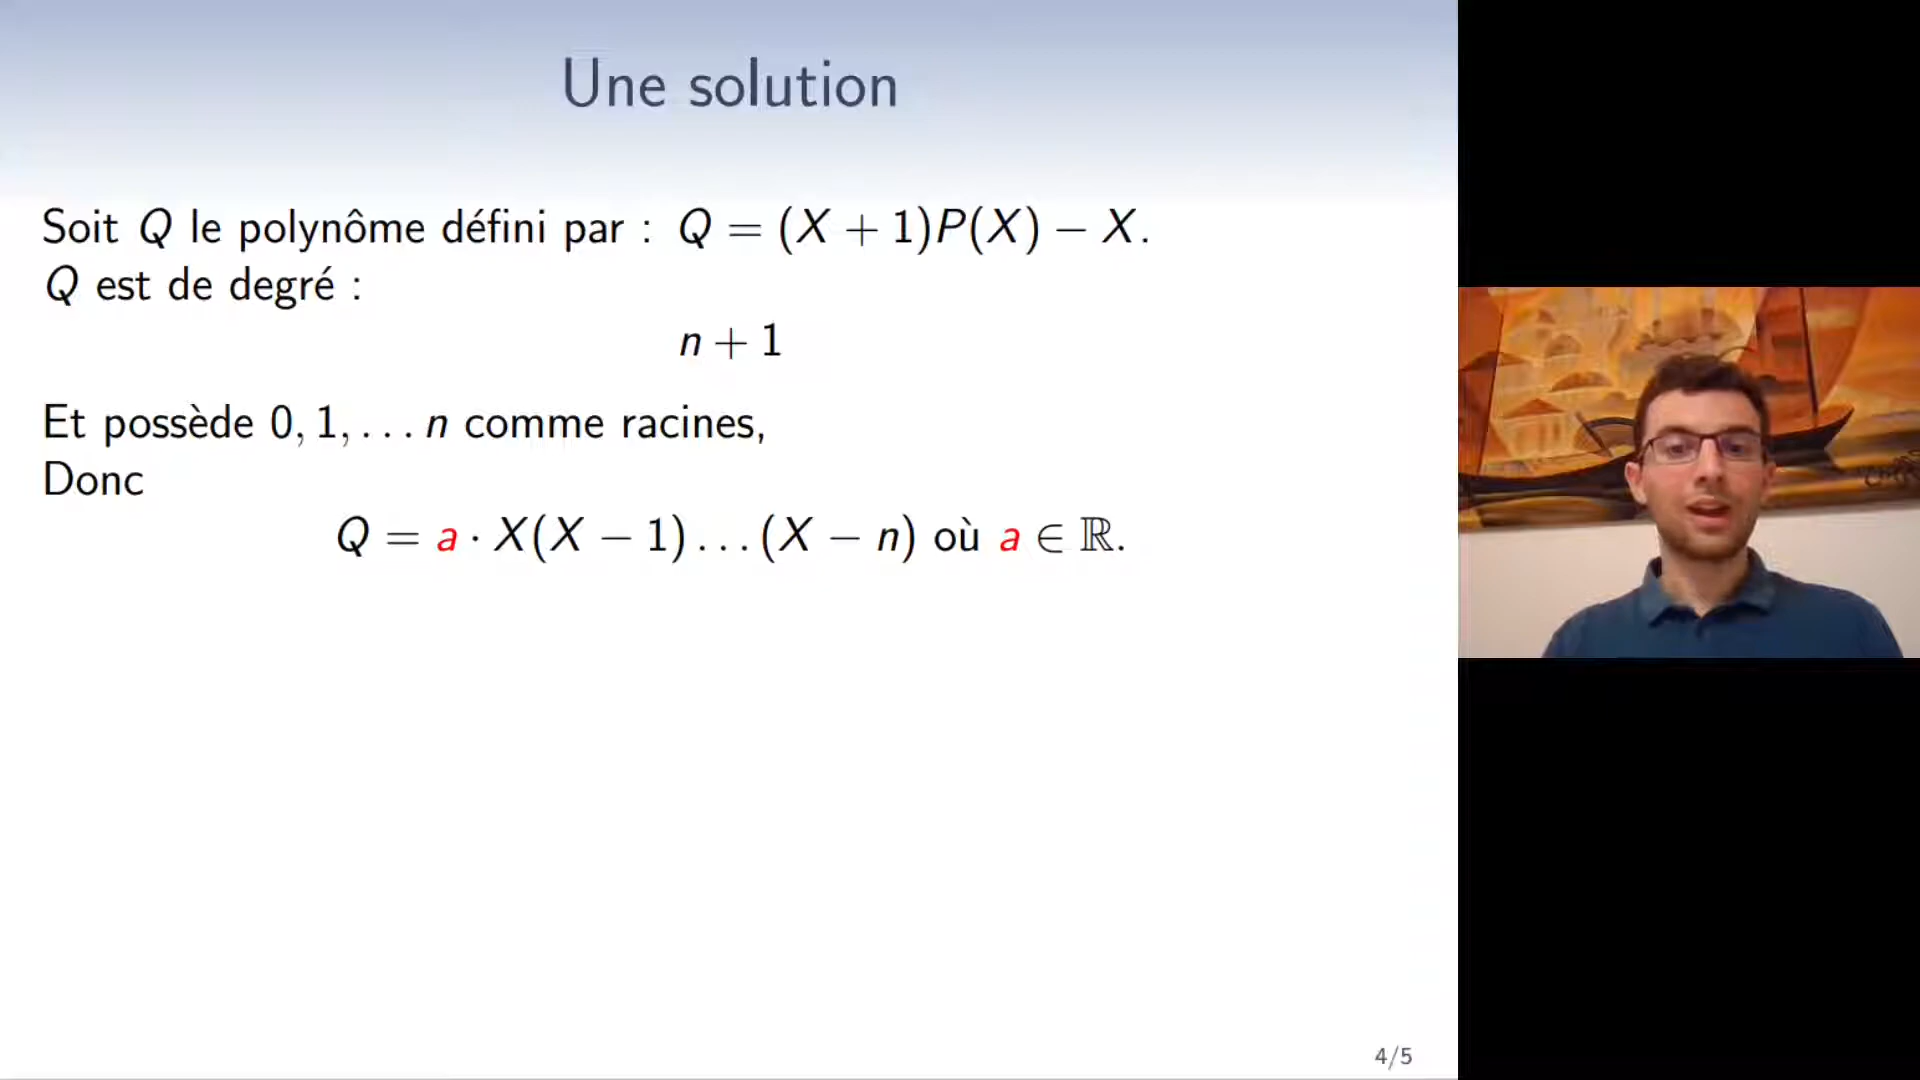 Une solution
Soit Q le polynôme défini par : Q = (X + 1)P(X) − X.
Q est de degré :
n + 1
Et possède 0, 1, . . . n comme racines,
Donc
Q = a · X(X − 1) . . . (X − n) où a ∈ ℝ.
4/5